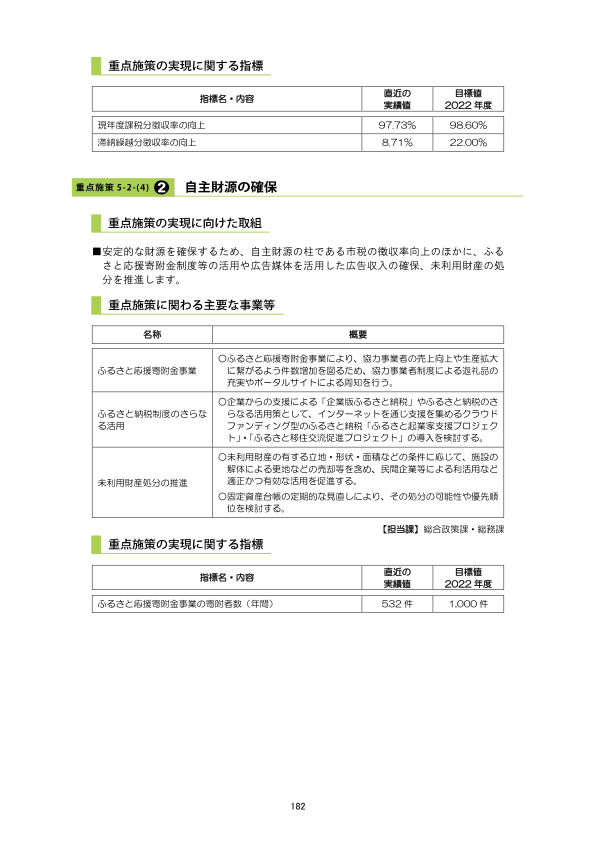 重点施策の実現に関する指標
指標名・内容
直近の
実績値
目標値
2022 年度
現年度課税分徴収率の向上 97.73% 98.60%
滞納繰越分徴収率の向上 8.71% 22.00%
重点施策 5-2-(4) ❷ 自主財源の確保
重点施策の実現に向けた取組
■安定的な財源を確保するため、自主財源の柱である市税の徴収率向上のほかに、ふる
さと応援寄附金制度等の活用や広告媒体を活用した広告収入の確保、未利用財産の処
分を推進します。
重点施策に関わる主要な事業等
名称 概要
ふるさと応援寄附金事業
○ふるさと応援寄附金事業により、協力事業者の売上向上や生産拡大
に繋がるよう件数増加を図るため、協力事業者制度による返礼品の
充実やポータルサイトによる周知を行う。
ふるさと納税制度のさらな
る活用
○企業からの支援による「企業版ふるさと納税」やふるさと納税のさ
らなる活用策として、インターネットを通じ支援を集めるクラウド
ファンディング型のふるさと納税「ふるさと起業家支援プロジェク
ト」・「ふるさと移住交流促進プロジェクト」の導入を検討する。
未利用財産処分の推進
○未利用財産の有する立地・形状・面積などの条件に応じて、施設の
解体による更地などの売却等を含め、民間企業等による利活用など
適正かつ有効な活用を促進する。
○固定資産台帳の定期的な見直しにより、その処分の可能性や優先順
位を検討する。
【担当課】総合政策課・総務課
重点施策の実現に関する指標
指標名・内容
直近の
実績値
目標値
2022 年度
ふるさと応援寄附金事業の寄附者数（年間） 532 件 1,000 件
182